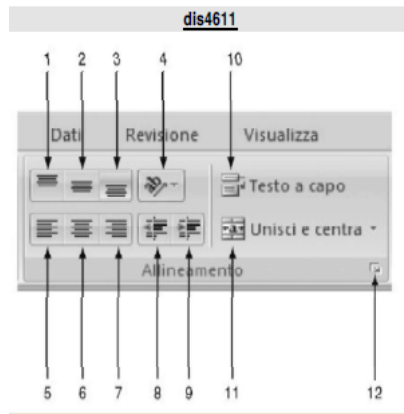 dis4611
1 2 3 4 10
Dati Revisione Visualizza
Testo a capo
Unisci e centra
Allineamento
5 6 7 8 9 11 12